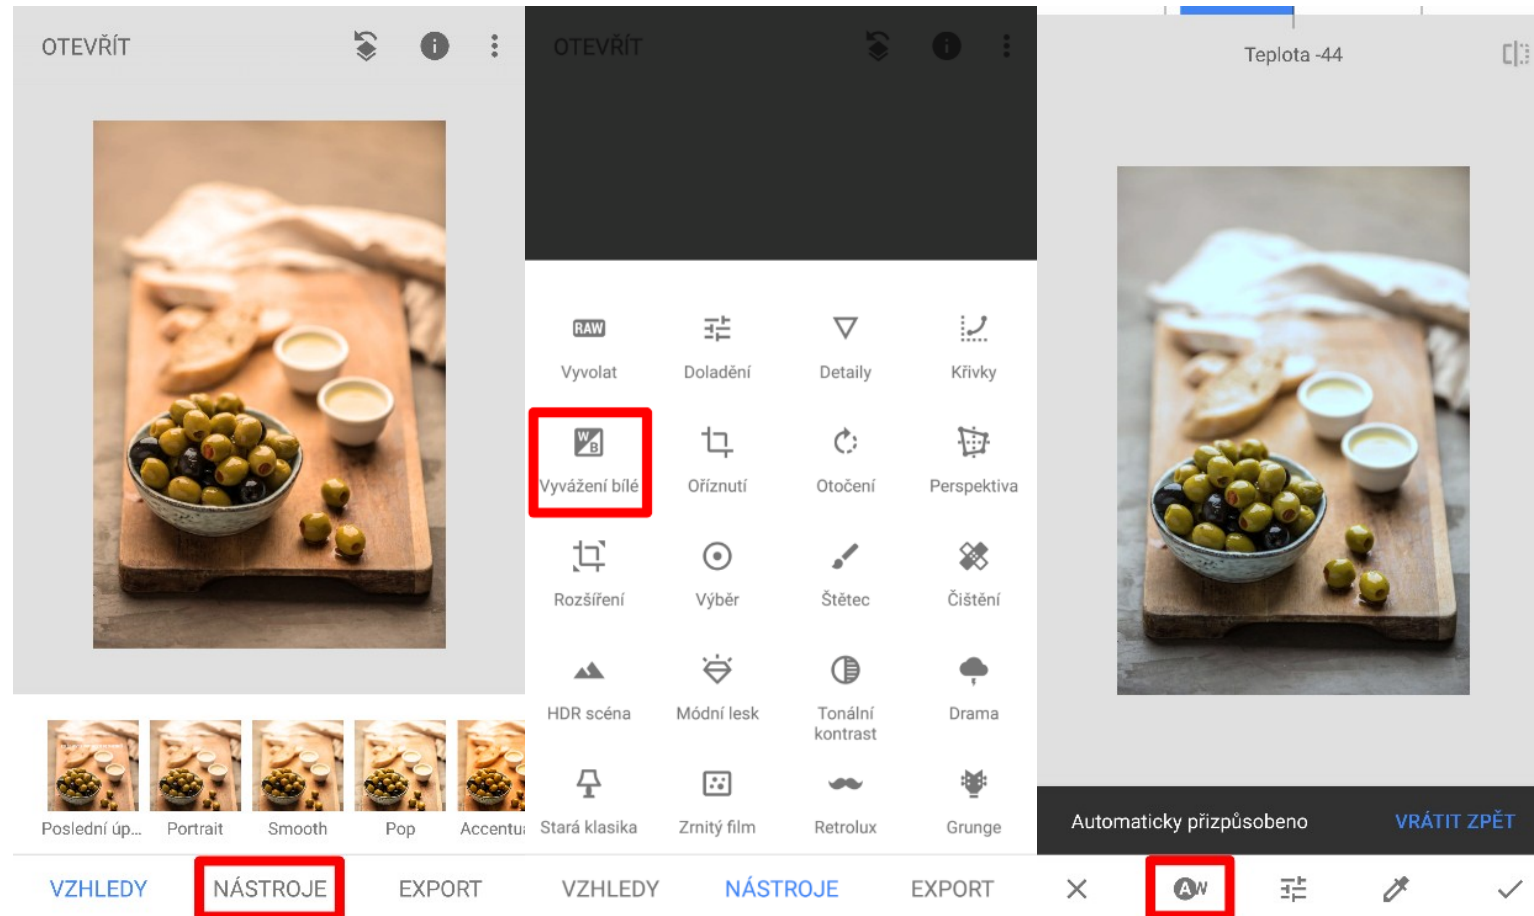 OTEVŘÍT
Poslední úp...
Portrait
Smooth
Pop
Accentu
VZHLEDY
NÁSTROJE
EXPORT
OTEVŘÍT
RAW
Vyvolat
Doladění
Detaily
Křivky
W
B
Vyvážení bílé
Oříznutí
Otočení
Perspektiva
Rozšíření
Výběr
Štětec
Čištění
HDR scéna
Módní lesk
Tonální
kontrast
Drama
Stará klasika
Zrnitý film
Retrolux
Grunge
VZHLEDY
NÁSTROJE
EXPORT
Teplota -44
Automaticky přizpůsobeno
VRÁTIT ZPĚT
AW